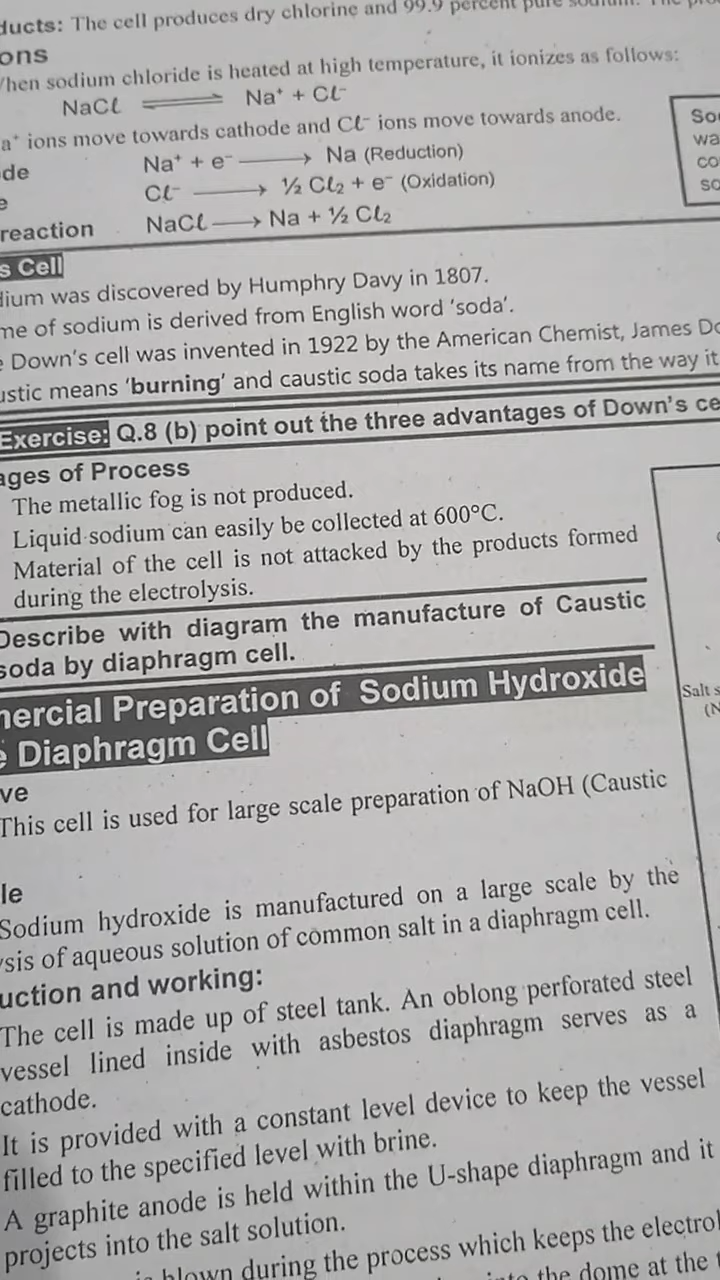 ducts: The cell produces dry chlorine and 99.9 percent pure sodium. The pro
ons
When sodium chloride is heated at high temperature, it ionizes as follows:
NaCℓ ⇌ Na⁺ + Cℓ⁻
a⁺ ions move towards cathode and Cℓ⁻ ions move towards anode.
de Na⁺ + e⁻ ⟶ Na (Reduction)
e Cℓ⁻ ⟶ ½ Cℓ₂ + e⁻ (Oxidation)
reaction NaCℓ ⟶ Na + ½ Cℓ₂
So
wa
co
so
s Cell
dium was discovered by Humphry Davy in 1807.
me of sodium is derived from English word ‘soda’.
e Down’s cell was invented in 1922 by the American Chemist, James Do
ustic means ‘burning’ and caustic soda takes its name from the way it
Exercise: Q.8 (b) point out the three advantages of Down’s ce
ages of Process
The metallic fog is not produced.
Liquid sodium can easily be collected at 600°C.
Material of the cell is not attacked by the products formed
during the electrolysis.
Describe with diagram the manufacture of Caustic
soda by diaphragm cell.
mercial Preparation of Sodium Hydroxide
e Diaphragm Cell
Salt s
(N
ve
This cell is used for large scale preparation of NaOH (Caustic
le
Sodium hydroxide is manufactured on a large scale by the
ysis of aqueous solution of common salt in a diaphragm cell.
uction and working:
The cell is made up of steel tank. An oblong perforated steel
vessel lined inside with asbestos diaphragm serves as a
cathode.
It is provided with a constant level device to keep the vessel
filled to the specified level with brine.
A graphite anode is held within the U-shape diaphragm and it
projects into the salt solution.
is blown during the process which keeps the electrol
into the dome at the